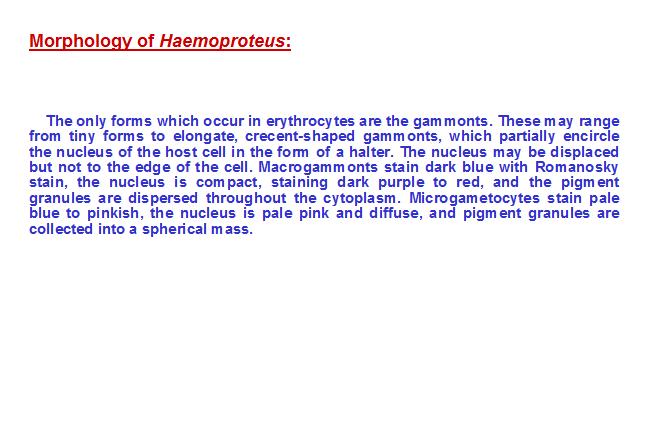 Morphology of Haemoproteus:
The only forms which occur in erythrocytes are the gammonts. These may range
from tiny forms to elongate, crecent-shaped gammonts, which partially encircle
the nucleus of the host cell in the form of a halter. The nucleus may be displaced
but not to the edge of the cell. Macrogammonts stain dark blue with Romanosky
stain, the nucleus is compact, staining dark purple to red, and the pigment
granules are dispersed throughout the cytoplasm. Microgametocytes stain pale
blue to pinkish, the nucleus is pale pink and diffuse, and pigment granules are
collected into a spherical mass.